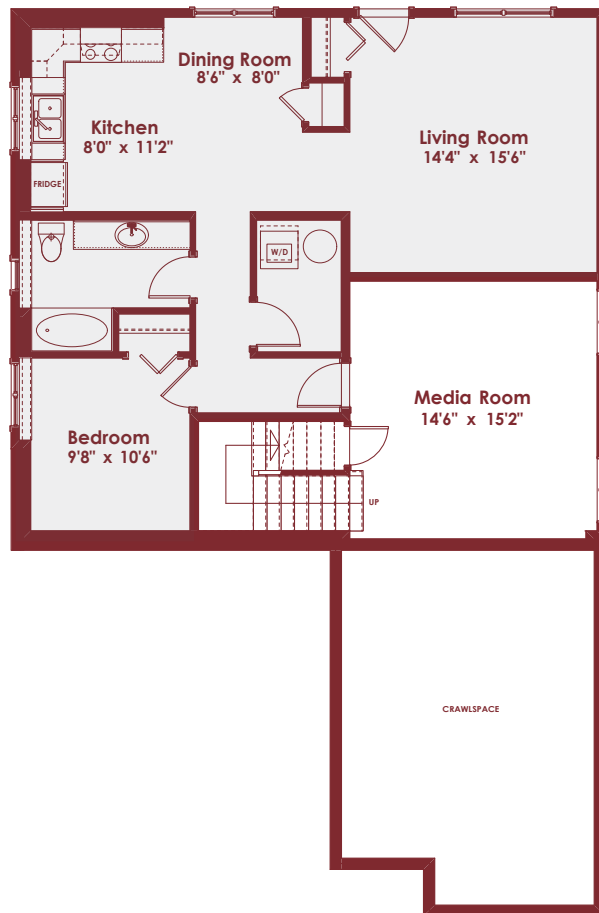 Dining Room
8'6" x 8'0"
Kitchen
8'0" x 11'2"
Living Room
14'4" x 15'6"
FRIDGE
W/D
Media Room
14'6" x 15'2"
Bedroom
9'8" x 10'6"
UP
CRAWLSPACE